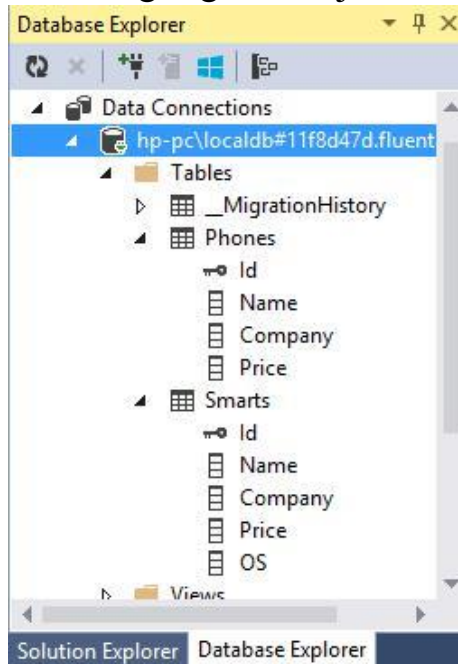 Database Explorer
Data Connections
hp-pc\localdb#11f8d47d.fluent
Tables
__MigrationHistory
Phones
Id
Name
Company
Price
Smarts
Id
Name
Company
Price
OS
Views
Solution Explorer Database Explorer